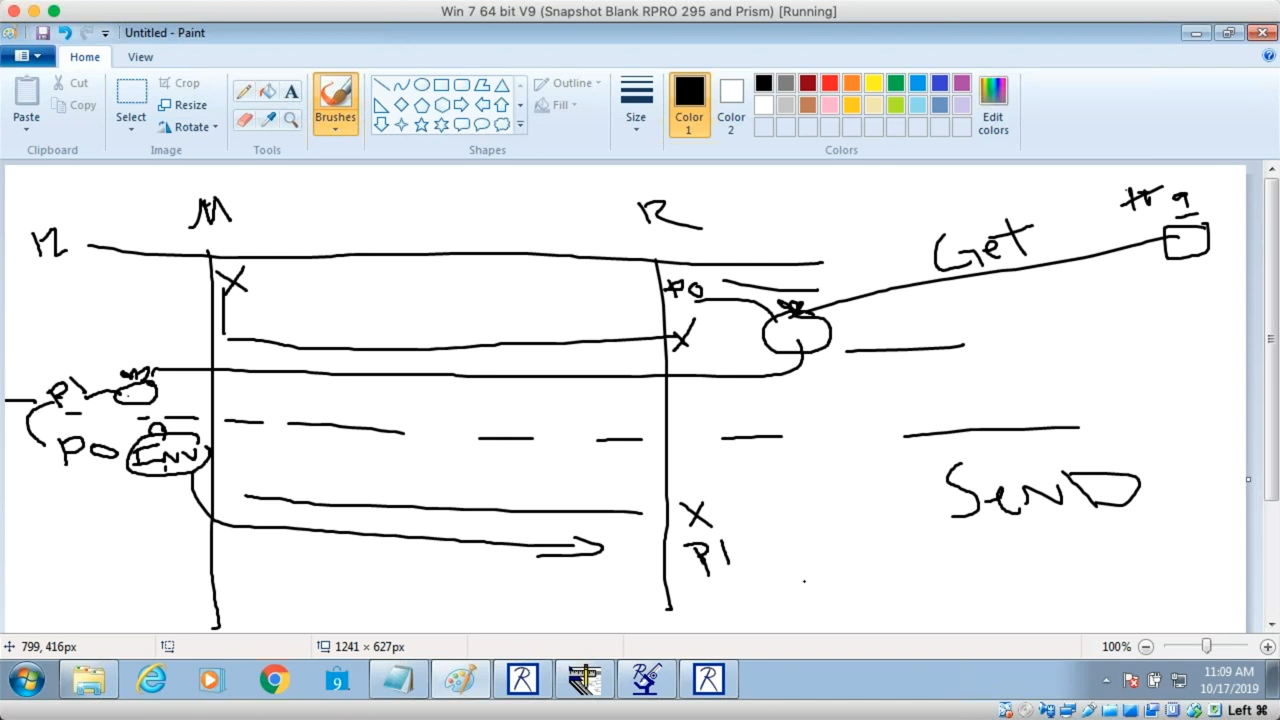 Win 7 64 bit V9 (Snapshot Blank RPRO 295 and Prism) [Running]
Untitled - Paint
Home View
Paste
Cut
Copy
Clipboard
Select
Crop
Resize
Rotate
Image
A
Tools
Brushes
Shapes
Outline
Fill
Size
Color 1
Color 2
Edit colors
Colors
M R
R
Get
X
PO
X
P1
PO INV
SEND
X
P1
799, 416px
1241 × 627px
100%
9
R
R
11:09 AM
10/17/2019
Left ⌘